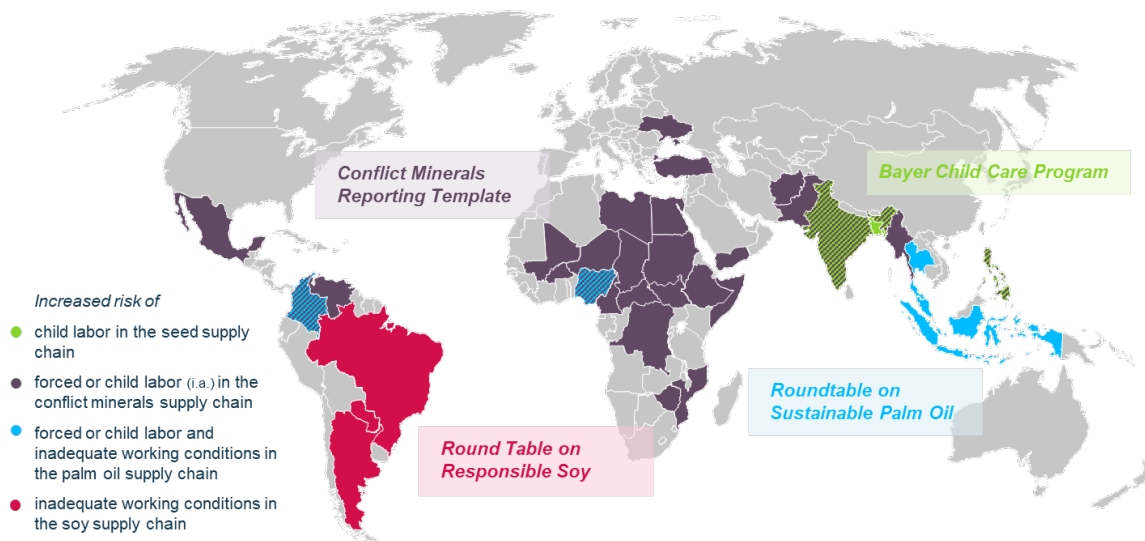 Conflict Minerals
Reporting Template
Bayer Child Care Program
Increased risk of
child labor in the seed supply
chain
forced or child labor (i.a.) in the
conflict minerals supply chain
forced or child labor and
inadequate working conditions in
the palm oil supply chain
inadequate working conditions in
the soy supply chain
Roundtable on
Sustainable Palm Oil
Round Table on
Responsible Soy